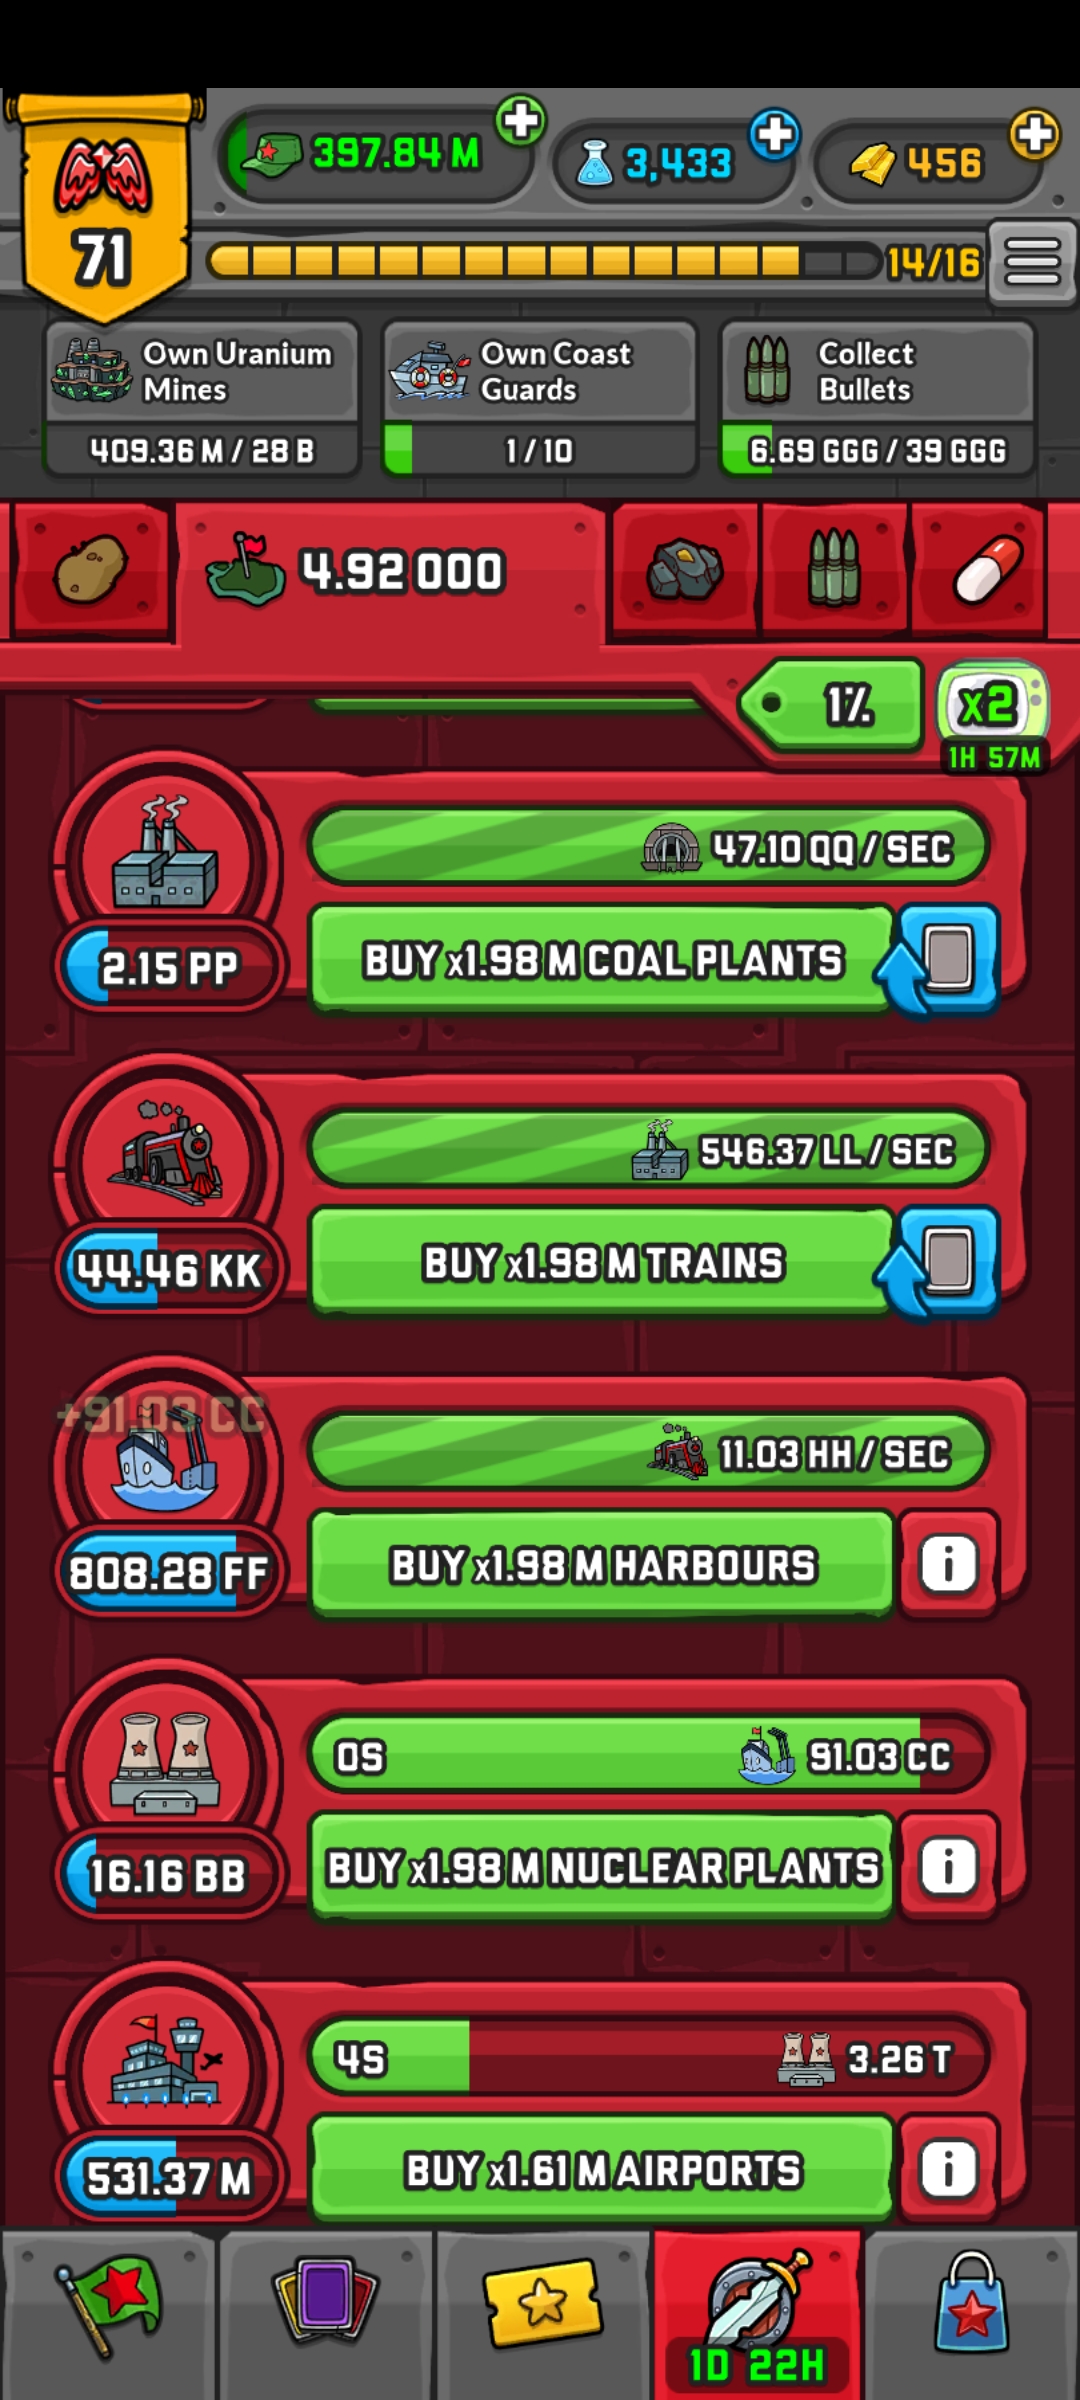 71
397.84 M
3,433
456
14/16
Own Uranium Mines
409.36 M / 28 B
Own Coast Guards
1 / 10
Collect Bullets
6.69 GGG / 39 GGG
4.92 OOO
1%
x2
1H 57M
47.10 QQ / SEC
2.15 PP
BUY x1.98 M COAL PLANTS
546.37 LL / SEC
44.46 KK
BUY x1.98 M TRAINS
+91.03 CC
11.03 HH / SEC
808.28 FF
BUY x1.98 M HARBOURS
0S
91.03 CC
16.16 BB
BUY x1.98 M NUCLEAR PLANTS
4S
3.26 T
531.37 M
BUY x1.61 M AIRPORTS
1D 22H